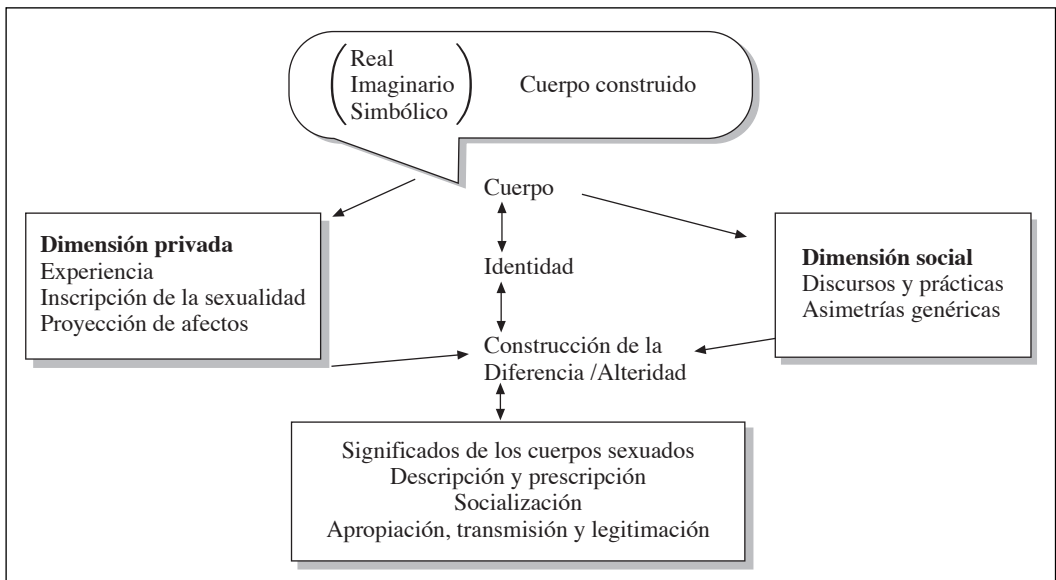 Real
Imaginario
Simbólico
Cuerpo construido
Cuerpo
Dimensión privada
Experiencia
Inscripción de la sexualidad
Proyección de afectos
Identidad
Dimensión social
Discursos y prácticas
Asimetrías genéricas
Construcción de la
Diferencia /Alteridad
Significados de los cuerpos sexuados
Descripción y prescripción
Socialización
Apropiación, transmisión y legitimación